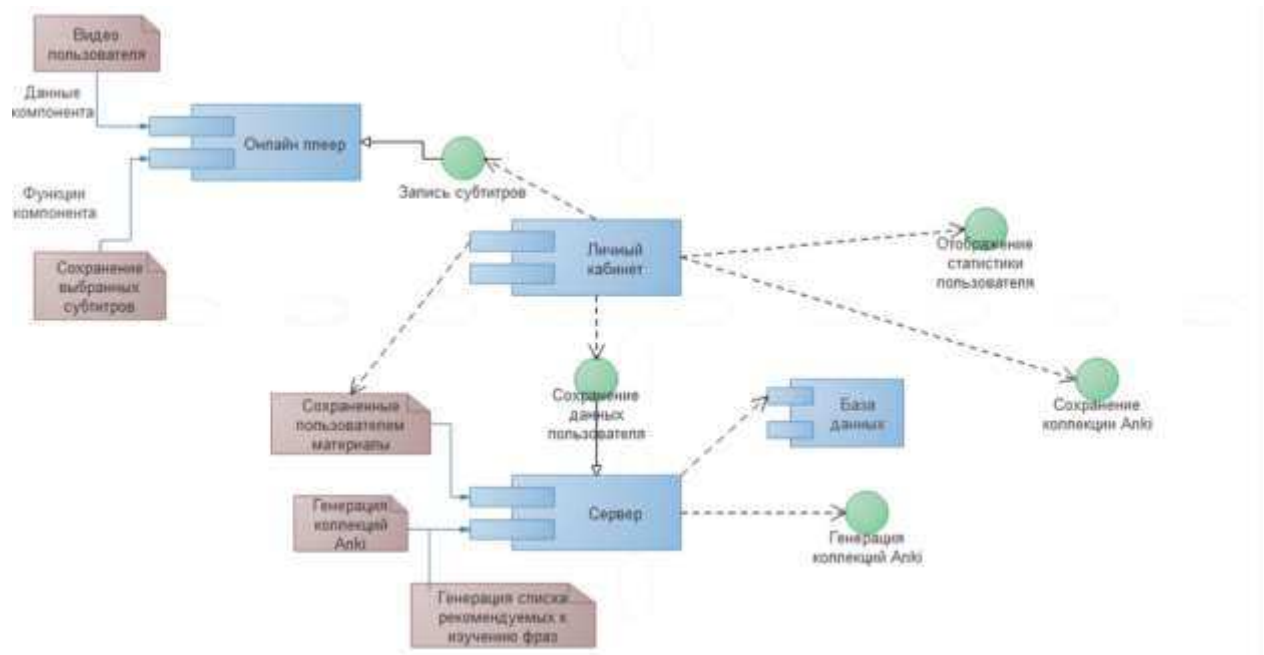 Видео
пользователя
Данные
компонента
Онлайн плеер
Запись субтитров
Функции
компонента
Сохранение
выбранных
субтитров
Личный
кабинет
Отображение
статистики
пользователя
Сохраненные
пользователем
материалы
Сохранение
данных
пользователя
База
данных
Сохранение
коллекции Anki
Генерация
коллекций
Anki
Сервер
Генерация
коллекций Anki
Генерация списка
рекомендуемых к
изучению фраз